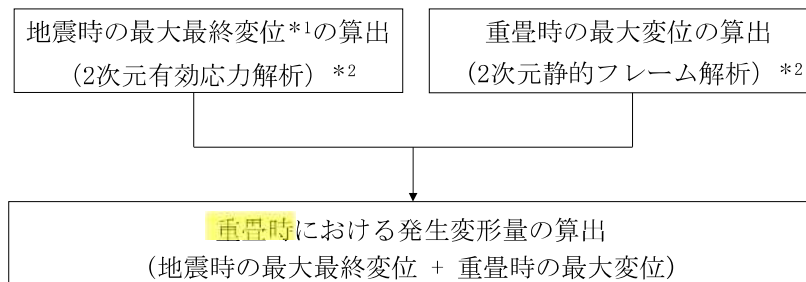 地震時の最大最終変位*1の算出
(2次元有効応力解析) *2
重畳時の最大変位の算出
(2次元静的フレーム解析) *2
重畳時における発生変形量の算出
(地震時の最大最終変位 + 重畳時の最大変位)